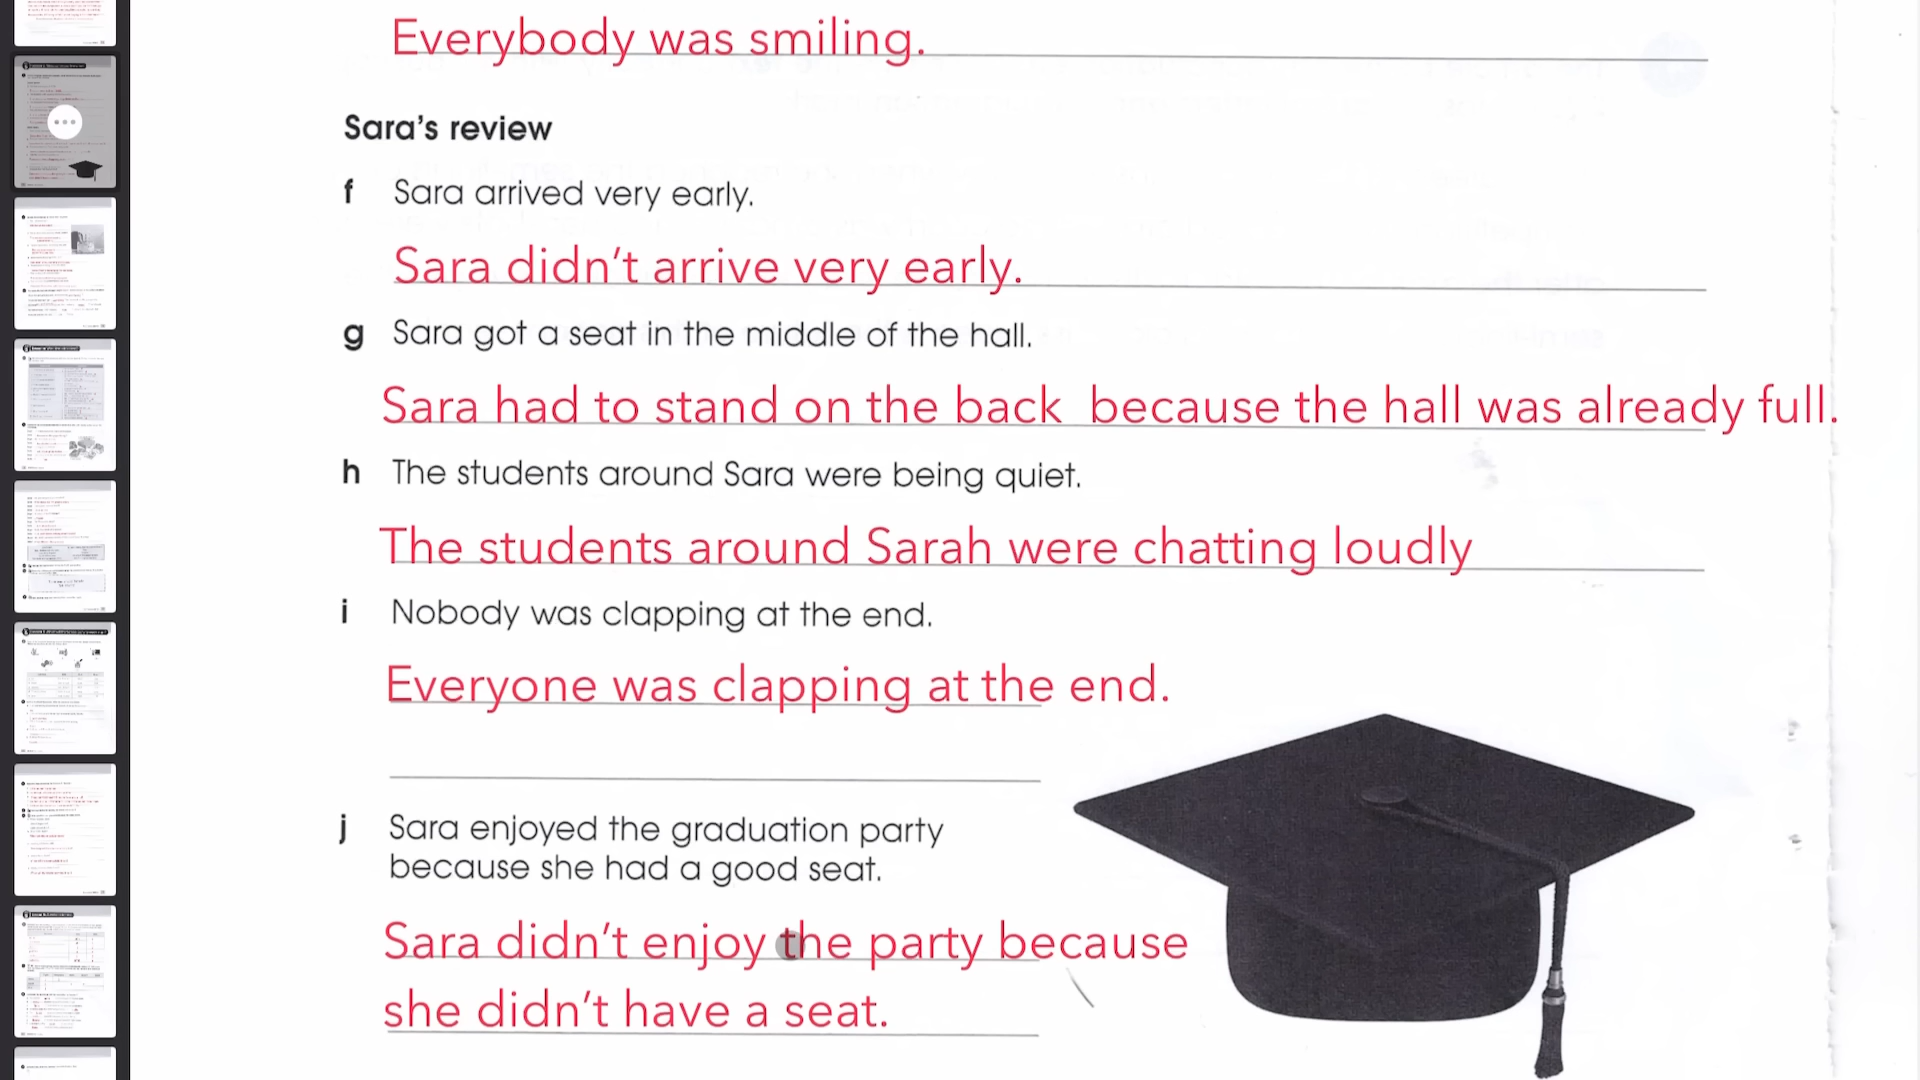 Everybody was smiling.
Sara's review
f Sara arrived very early.
Sara didn't arrive very early.
g Sara got a seat in the middle of the hall.
Sara had to stand on the back because the hall was already full.
h The students around Sara were being quiet.
The students around Sarah were chatting loudly
i Nobody was clapping at the end.
Everyone was clapping at the end.
j Sara enjoyed the graduation party
because she had a good seat.
Sara didn't enjoy the party because
she didn't have a seat.